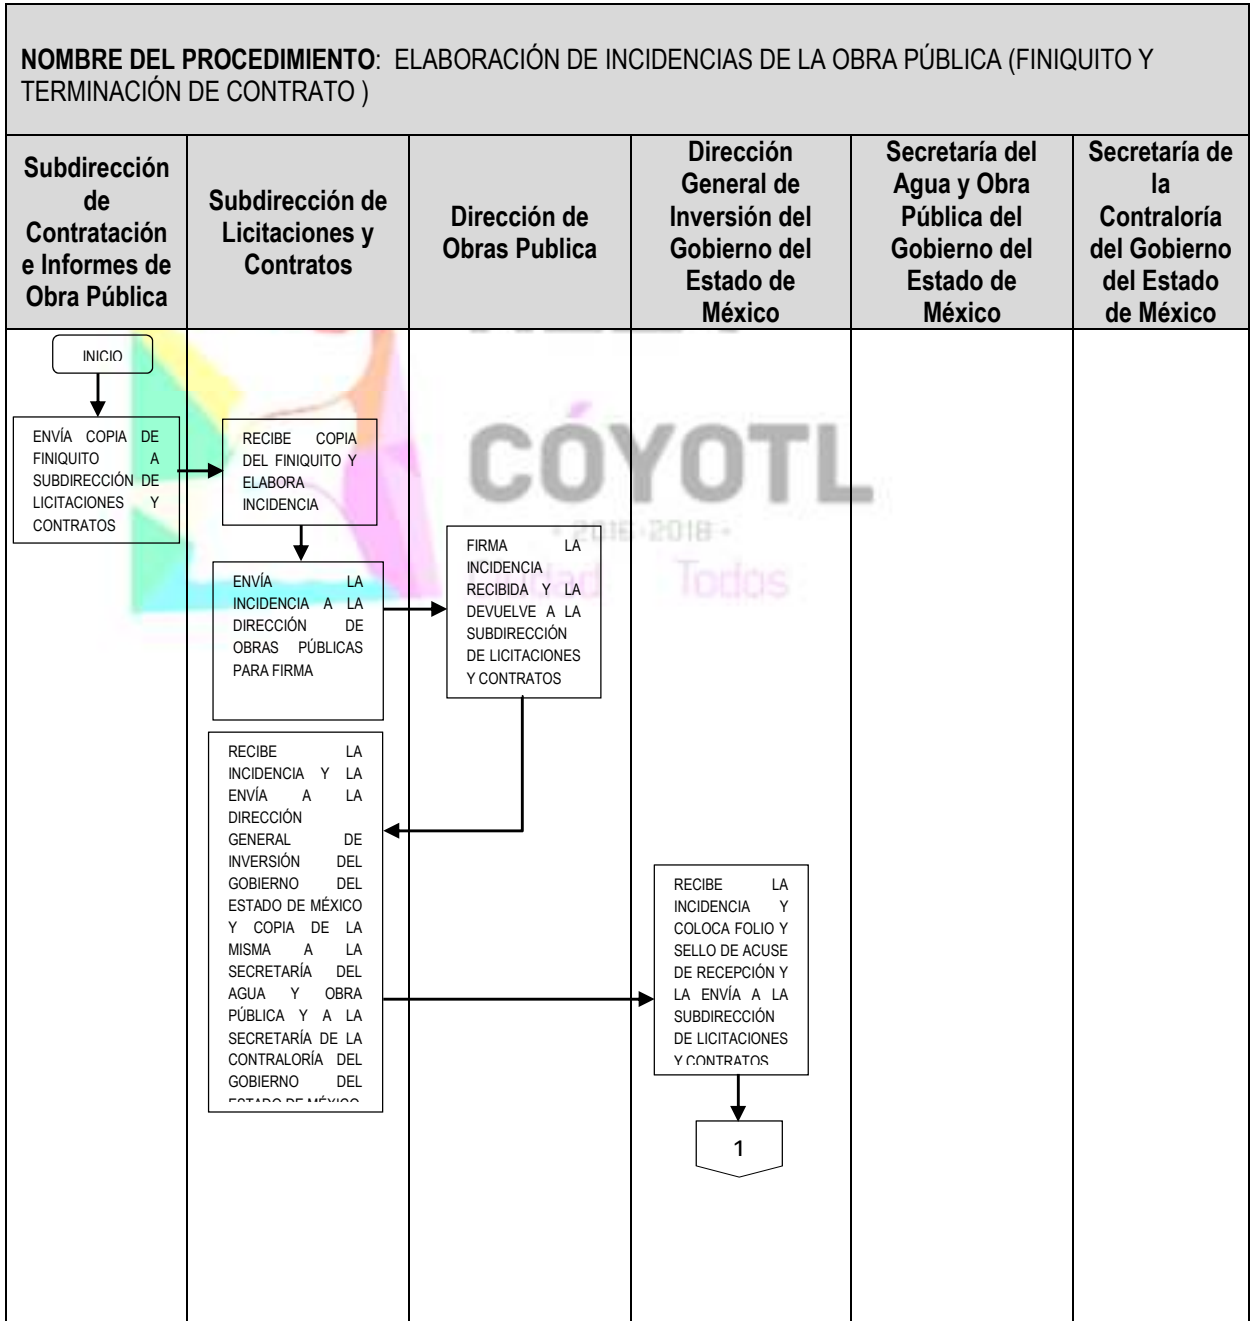 NOMBRE DEL PROCEDIMIENTO: ELABORACIÓN DE INCIDENCIAS DE LA OBRA PÚBLICA (FINIQUITO Y
TERMINACIÓN DE CONTRATO )
Subdirección
de
Contratación
e Informes de
Obra Pública
Subdirección de
Licitaciones y
Contratos
Dirección de
Obras Publica
Dirección
General de
Inversión del
Gobierno del
Estado de
México
Secretaría del
Agua y Obra
Pública del
Gobierno del
Estado de
México
Secretaría de
la
Contraloría
del Gobierno
del Estado
de México
INICIO
ENVÍA COPIA DE
FINIQUITO A
SUBDIRECCIÓN DE
LICITACIONES Y
CONTRATOS
RECIBE COPIA
DEL FINIQUITO Y
ELABORA
INCIDENCIA
CÓYOTL
- 2016-2018 -
Ciudad Todos
ENVÍA LA
INCIDENCIA A LA
DIRECCIÓN DE
OBRAS PÚBLICAS
PARA FIRMA
FIRMA LA
INCIDENCIA
RECIBIDA Y LA
DEVUELVE A LA
SUBDIRECCIÓN
DE LICITACIONES
Y CONTRATOS
RECIBE LA
INCIDENCIA Y LA
ENVÍA A LA
DIRECCIÓN
GENERAL DE
INVERSIÓN DEL
GOBIERNO DEL
ESTADO DE MÉXICO
Y COPIA DE LA
MISMA A LA
SECRETARÍA DEL
AGUA Y OBRA
PÚBLICA Y A LA
SECRETARÍA DE LA
CONTRALORÍA DEL
GOBIERNO DEL
ESTADO DE MÉXICO
RECIBE LA
INCIDENCIA Y
COLOCA FOLIO Y
SELLO DE ACUSE
DE RECEPCIÓN Y
LA ENVÍA A LA
SUBDIRECCIÓN
DE LICITACIONES
Y CONTRATOS
1